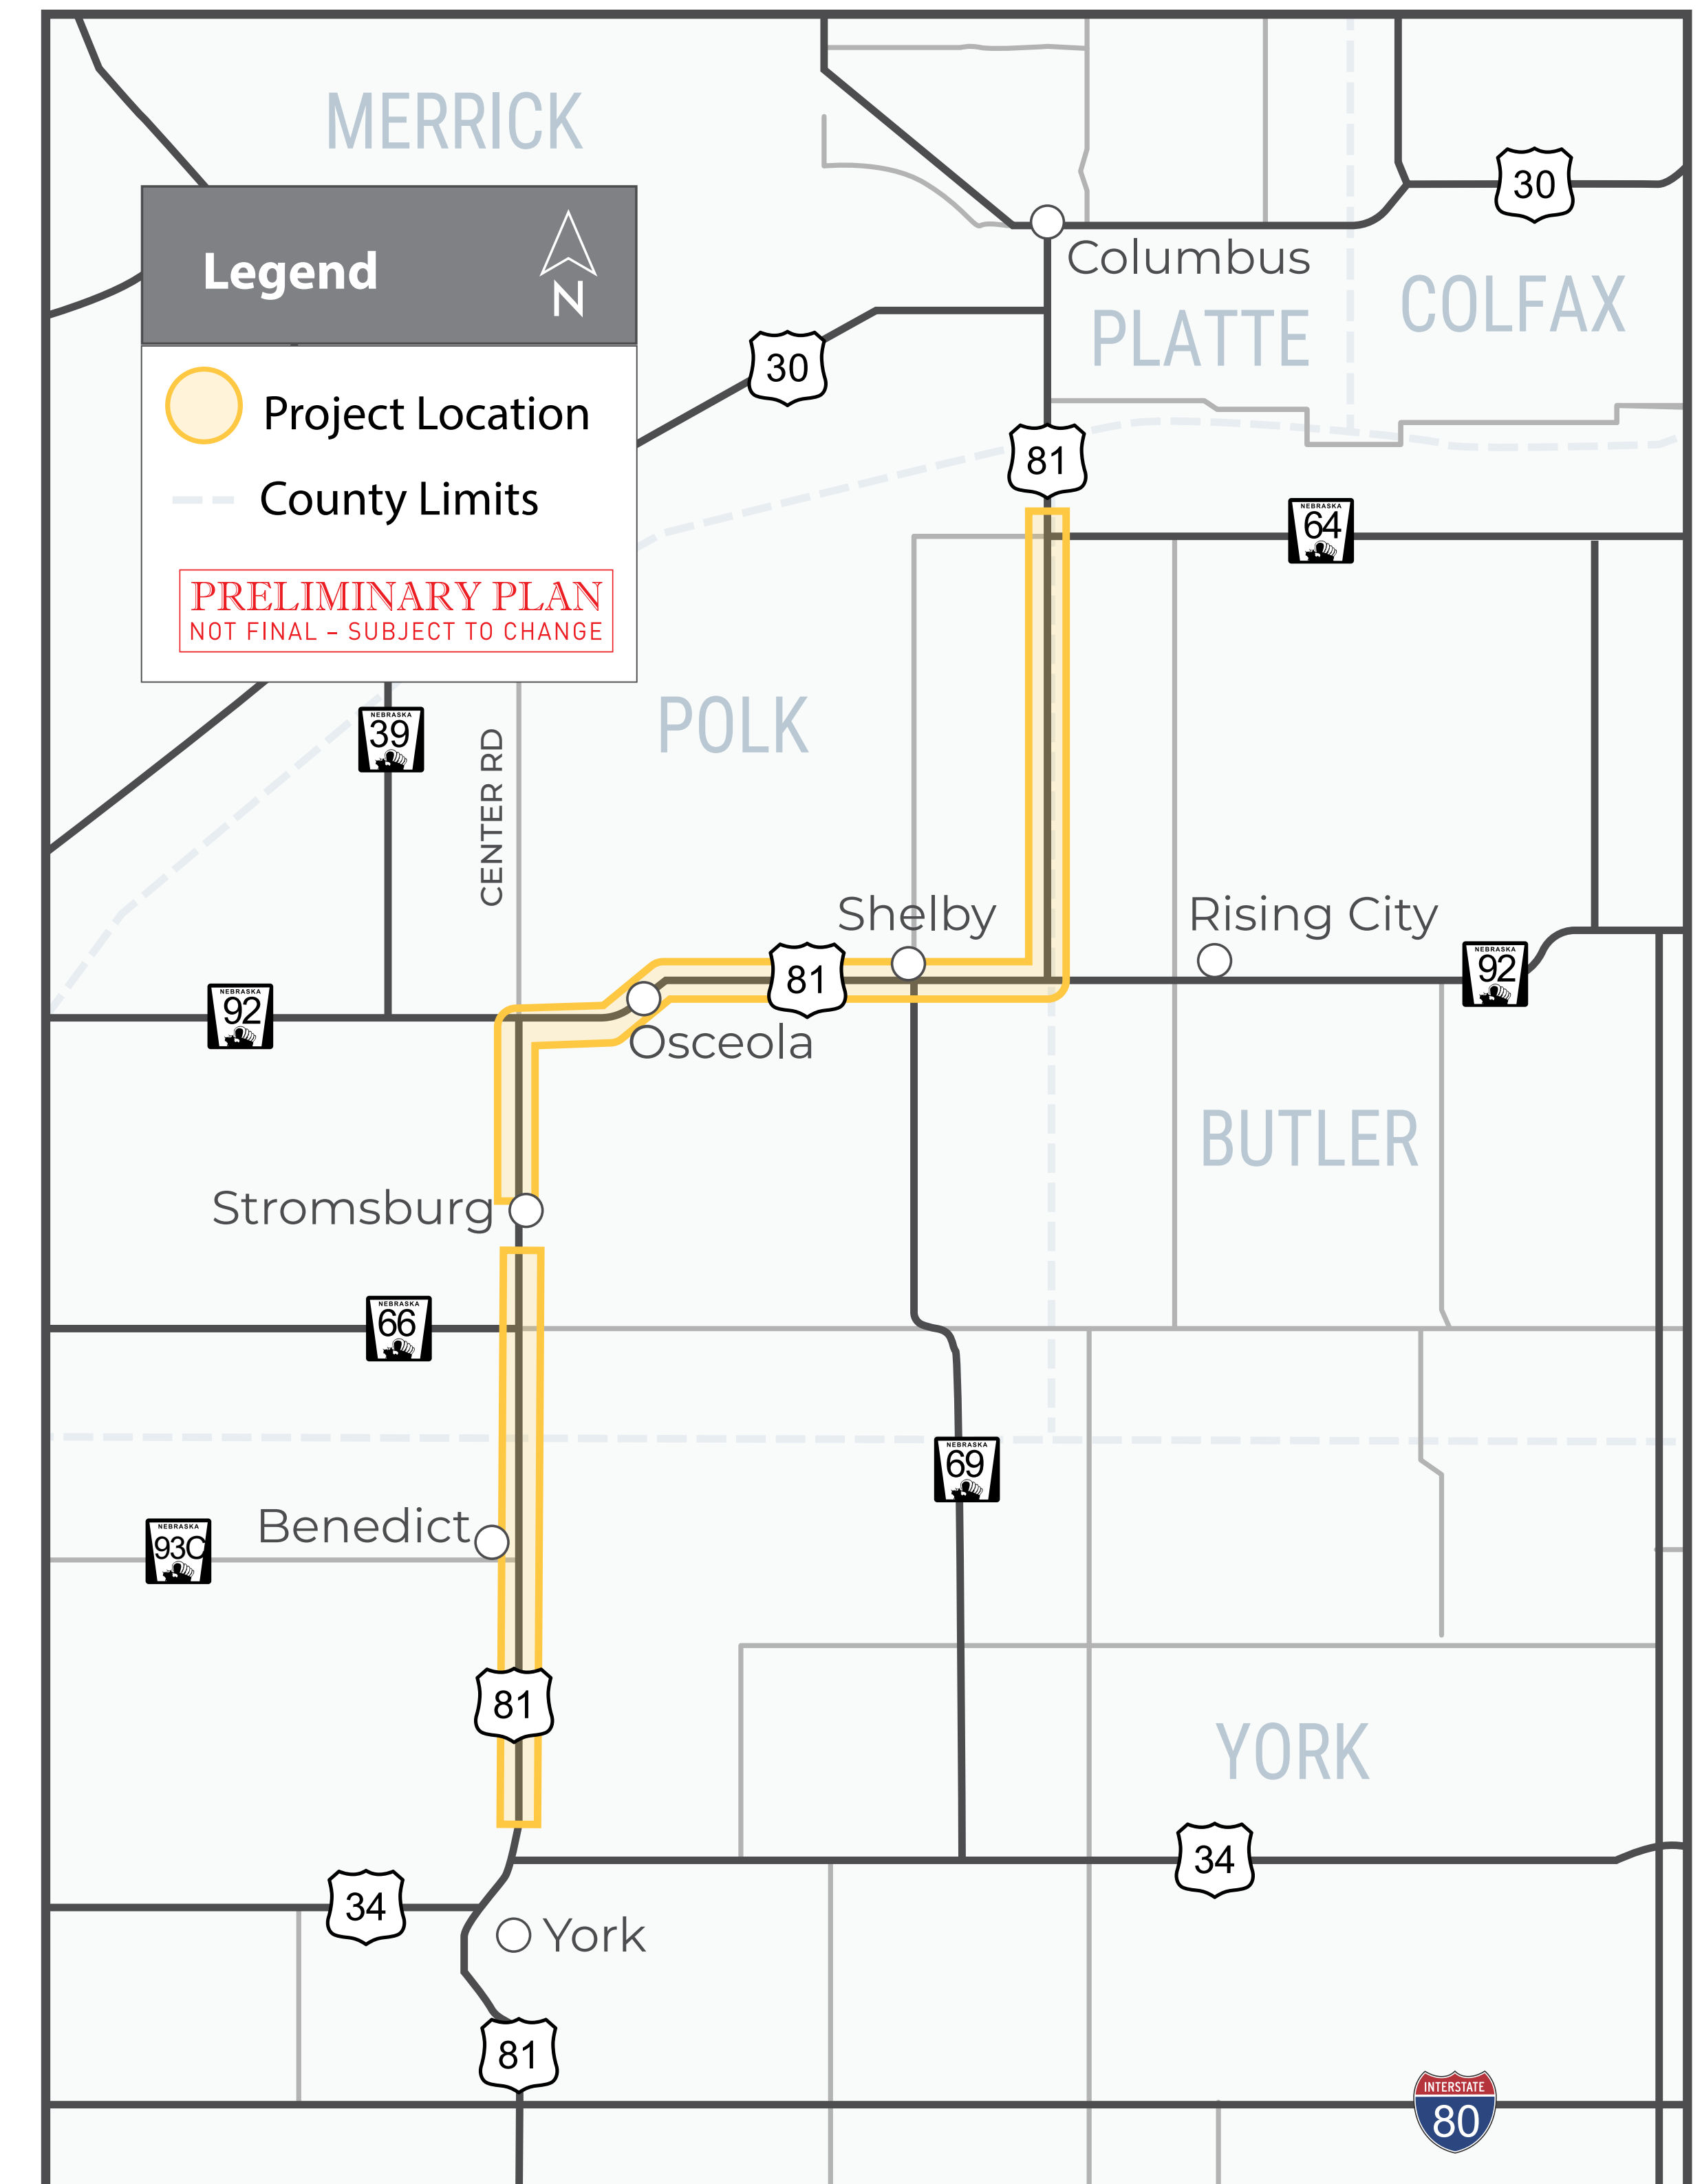 MERRICK
30
Columbus
Legend
N
PLATTE
COLFAX
30
Project Location
81
County Limits
NEBRASKA
64
PRELIMINARY PLAN
NOT FINAL – SUBJECT TO CHANGE
NEBRASKA
39
CENTER RD
POLK
Shelby
Rising City
81
NEBRASKA
92
NEBRASKA
92
Osceola
BUTLER
Stromsburg
NEBRASKA
66
NEBRASKA
69
Benedict
NEBRASKA
93C
81
YORK
34
34
York
81
INTERSTATE
80